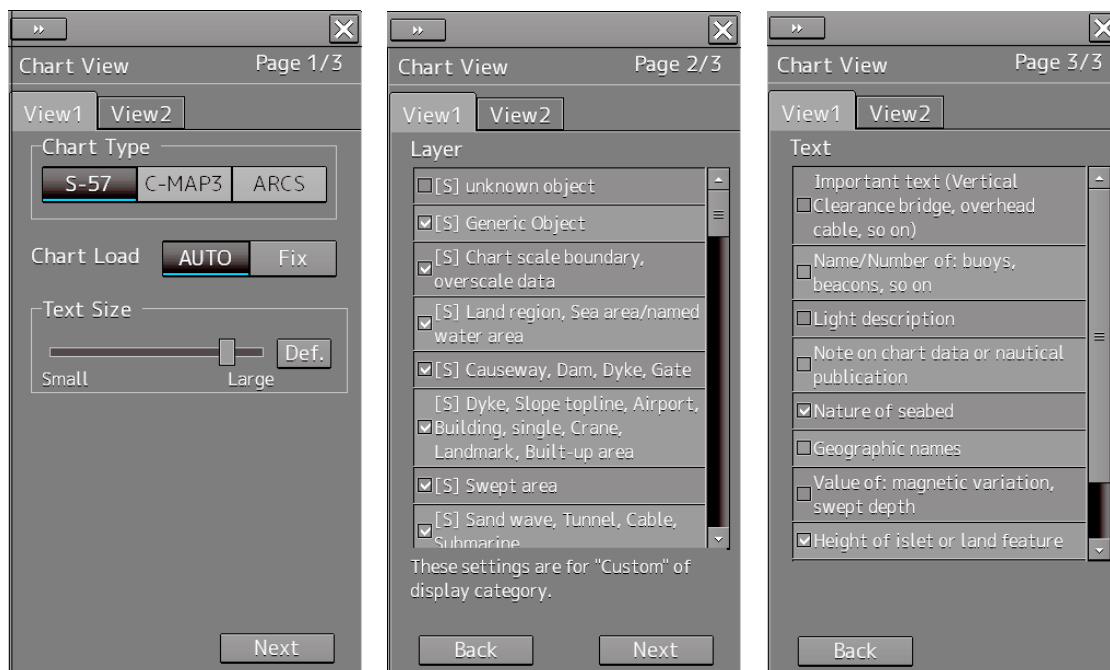 Chart View Page 1/3
View1 View2
Chart Type
S-57 C-MAP3 ARCS
Chart Load AUTO Fix
Text Size
Def.
Small Large
Next
Chart View Page 2/3
View1 View2
Layer
[S] unknown object
[S] Generic Object
[S] Chart scale boundary,
overscale data
[S] Land region, Sea area/named
water area
[S] Causeway, Dam, Dyke, Gate
[S] Dyke, Slope topline, Airport,
Building, single, Crane,
Landmark, Built-up area
[S] Swept area
[S] Sand wave, Tunnel, Cable,
Submarine
These settings are for "Custom" of
display category.
Back Next
Chart View Page 3/3
View1 View2
Text
Important text (Vertical
Clearance bridge, overhead
cable, so on)
Name/Number of: buoys,
beacons, so on
Light description
Note on chart data or nautical
publication
Nature of seabed
Geographic names
Value of: magnetic variation,
swept depth
Height of islet or land feature
Back